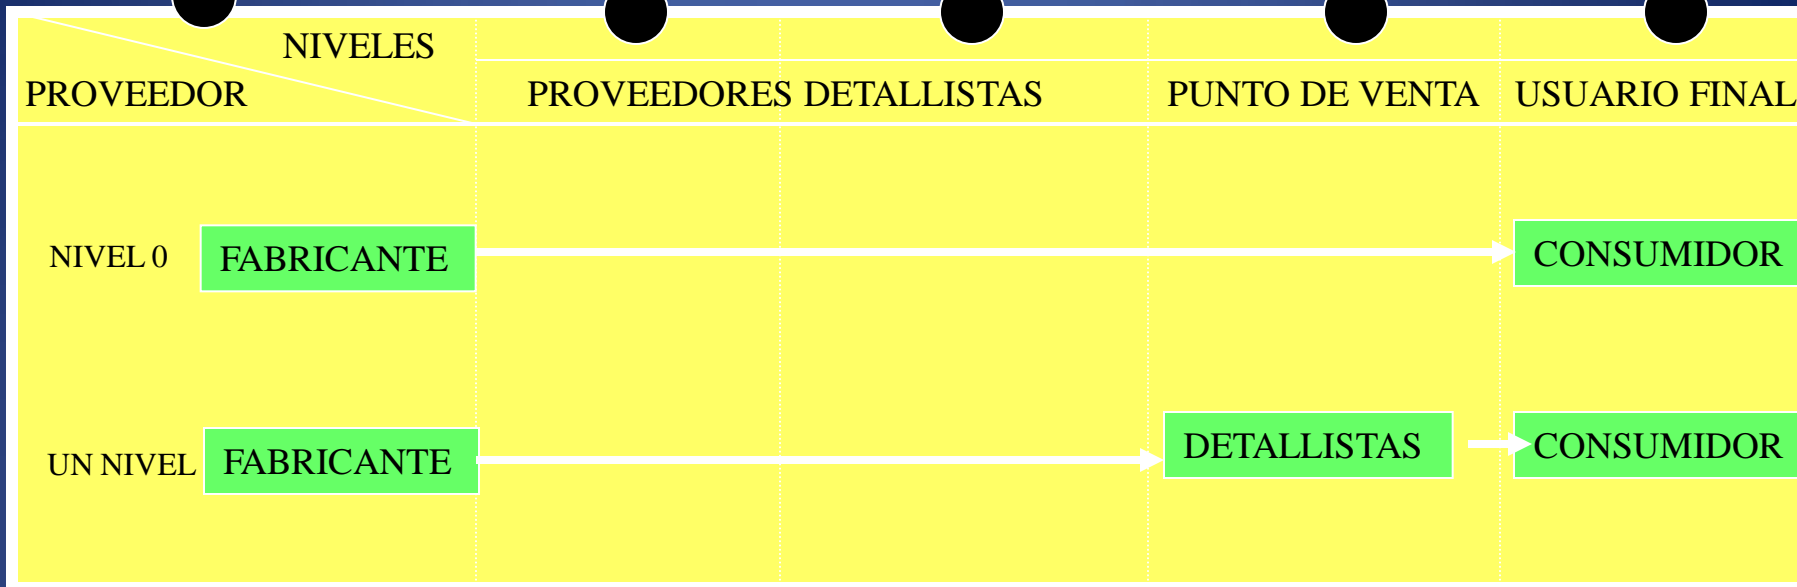 NIVELES
PROVEEDOR
PROVEEDORES DETALLISTAS PUNTO DE VENTA USUARIO FINAL
NIVEL 0 FABRICANTE CONSUMIDOR
UN NIVEL FABRICANTE DETALLISTAS CONSUMIDOR